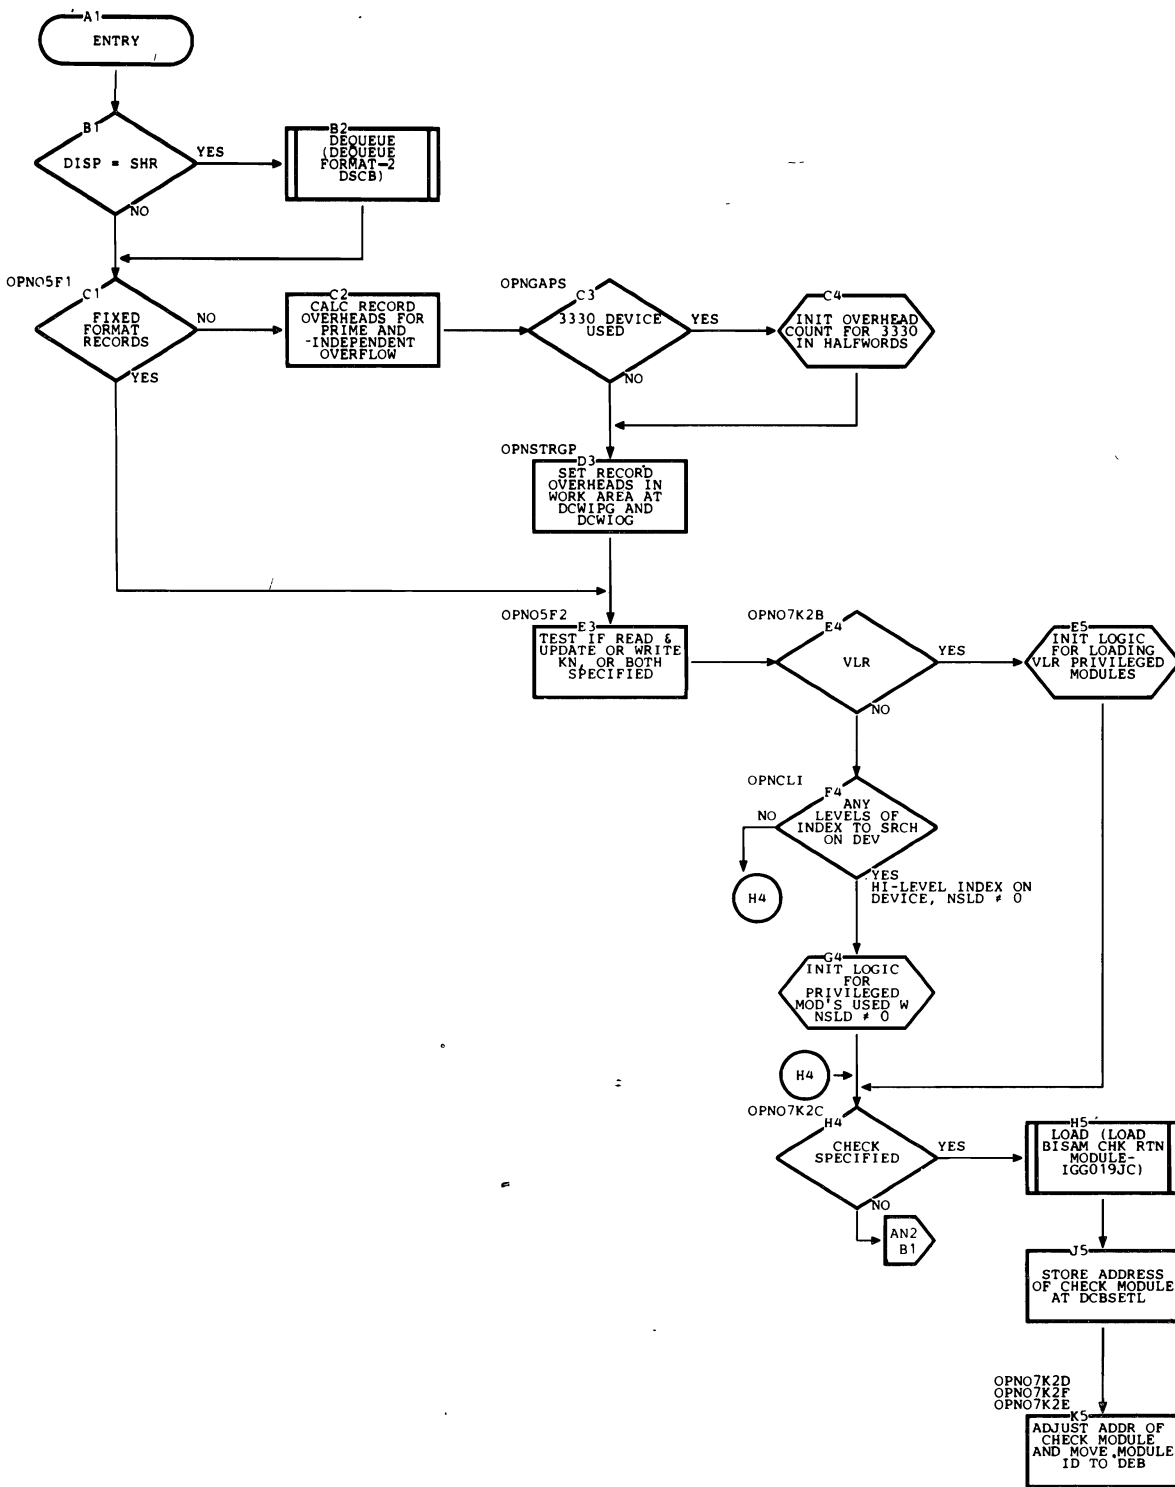 A1
ENTRY
B1
DISP = SHR
YES
NO
B2
DEQUEUE
(DEQUEUE
FORMAT-2
DSCB)
OPNO5F1
C1
FIXED
FORMAT
RECORDS
NO
YES
C2
CALC RECORD
OVERHEADS FOR
PRIME AND
-INDEPENDENT
OVERFLOW
OPNGAPS
C3
3330 DEVICE
USED
YES
NO
C4
INIT OVERHEAD
COUNT FOR 3330
IN HALFWORDS
OPNSTRGP
D3
SET RECORD
OVERHEADS IN
WORK AREA AT
DCWIPG AND
DCWIOG
OPNO5F2
E3
TEST IF READ &
UPDATE OR WRITE
KN, OR BOTH
SPECIFIED
OPNO7K2B
E4
VLR
YES
NO
E5
INIT LOGIC
FOR LOADING
VLR PRIVILEGED
MODULES
OPNCLI
F4
ANY
LEVELS OF
INDEX TO SRCH
ON DEV
NO
H4
YES
HI-LEVEL INDEX ON
DEVICE, NSLD ≠ 0
G4
INIT LOGIC
FOR
PRIVILEGED
MOD'S USED W
NSLD ≠ 0
H4
OPNO7K2C
H4
CHECK
SPECIFIED
YES
NO
AN2
B1
H5
LOAD (LOAD
BISAM CHK RTN
MODULE-
IGG019JC)
J5
STORE ADDRESS
OF CHECK MODULE
AT DCBSETL
OPNO7K2D
OPNO7K2F
OPNO7K2E
K5
ADJUST ADDR OF
CHECK MODULE
AND MOVE MODULE
ID TO DEB